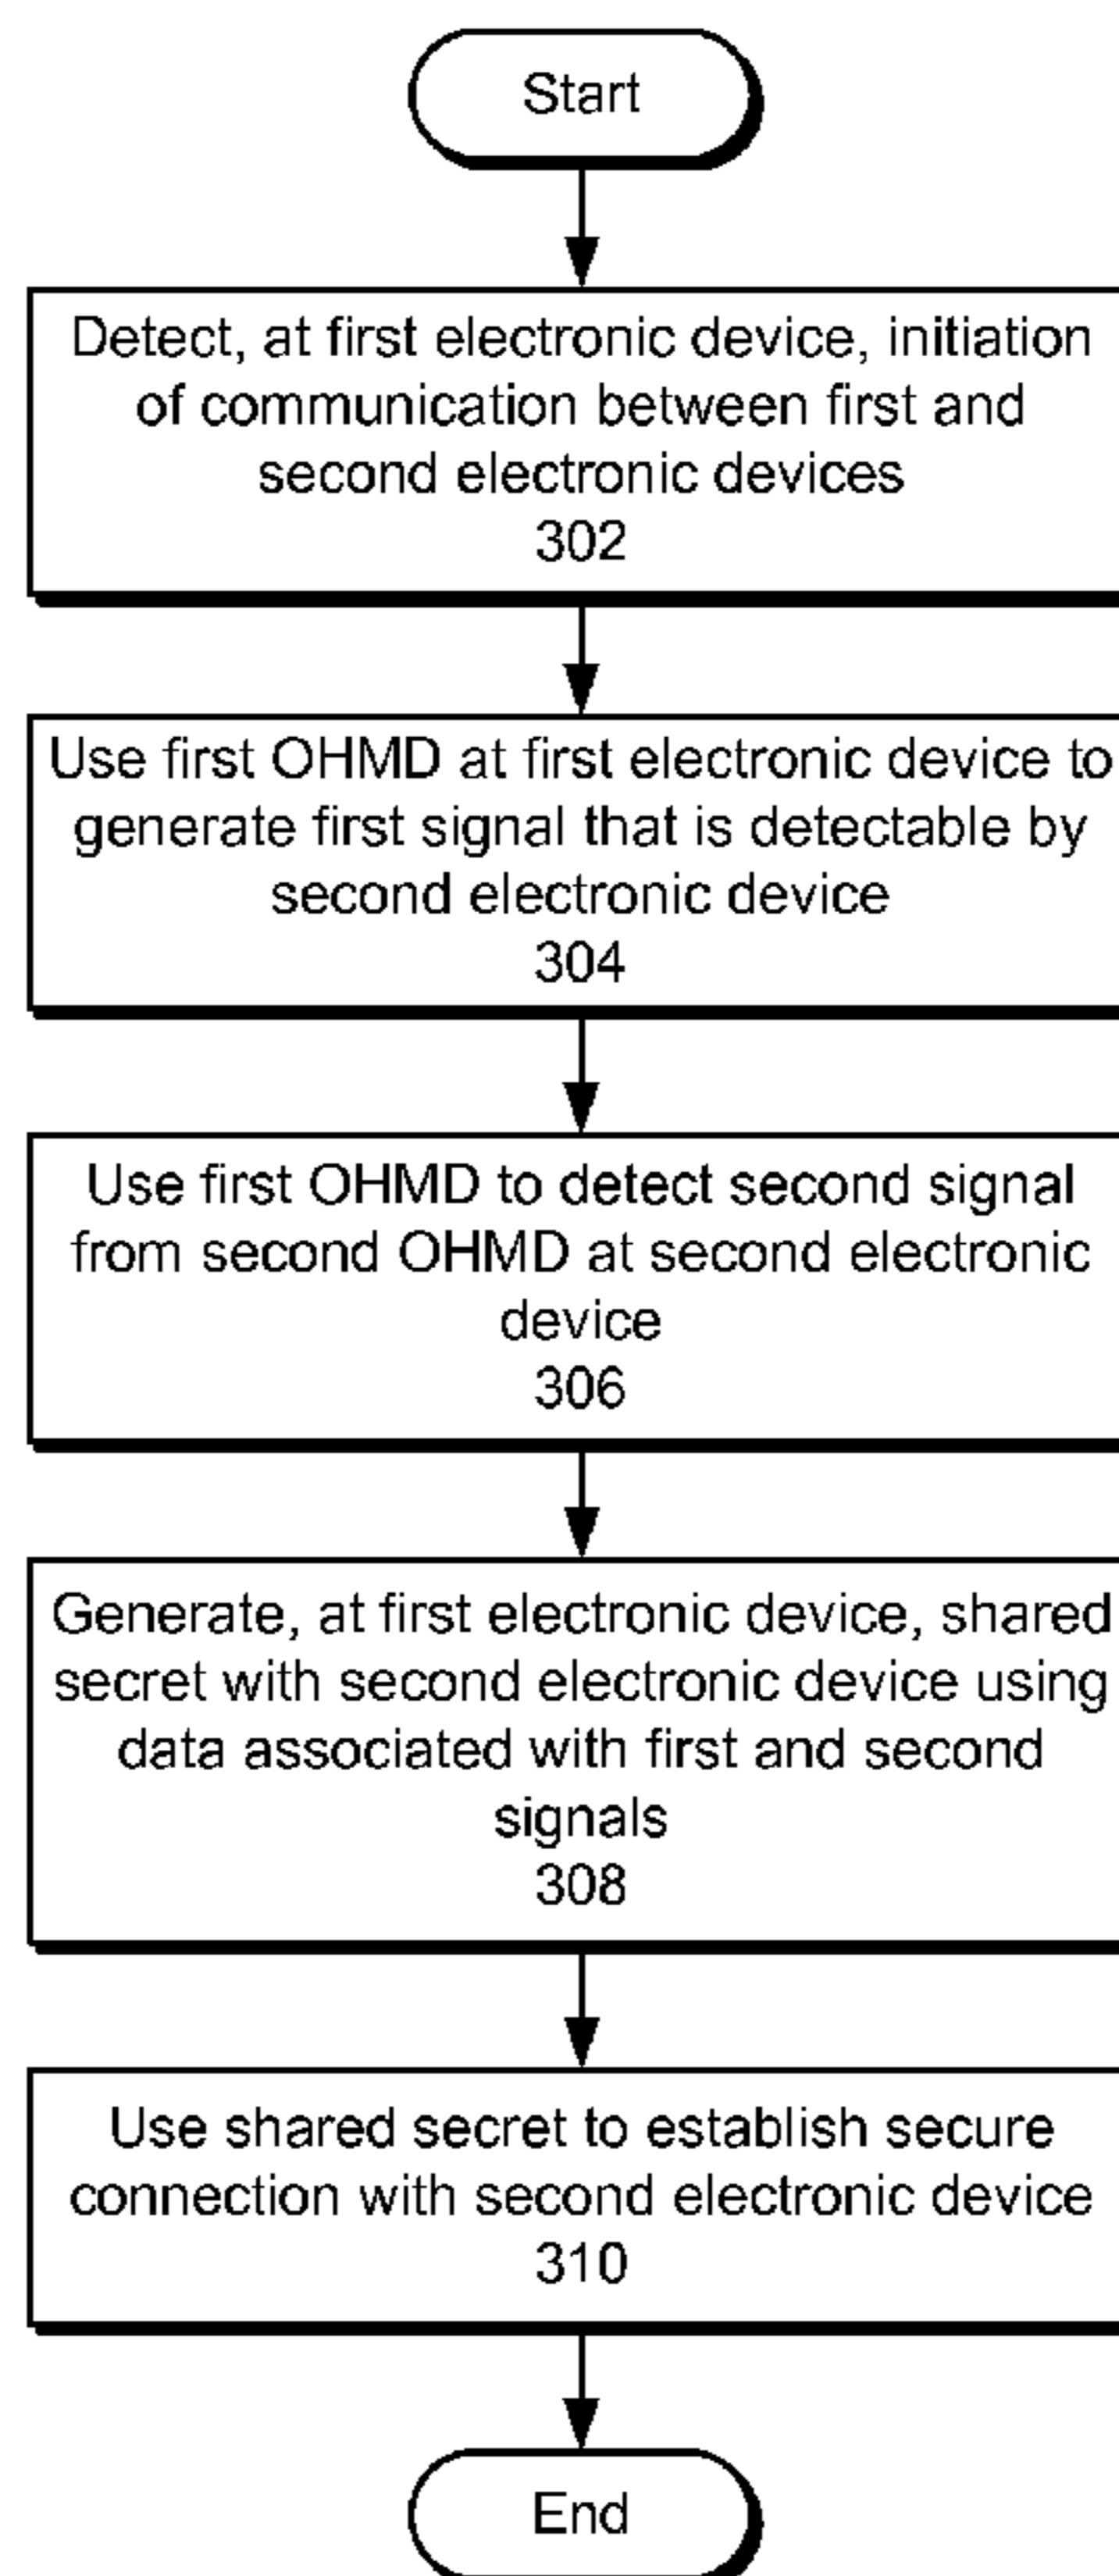 Start
Detect, at first electronic device, initiation
of communication between first and
second electronic devices
302
Use first OHMD at first electronic device to
generate first signal that is detectable by
second electronic device
304
Use first OHMD to detect second signal
from second OHMD at second electronic
device
306
Generate, at first electronic device, shared
secret with second electronic device using
data associated with first and second
signals
308
Use shared secret to establish secure
connection with second electronic device
310
End